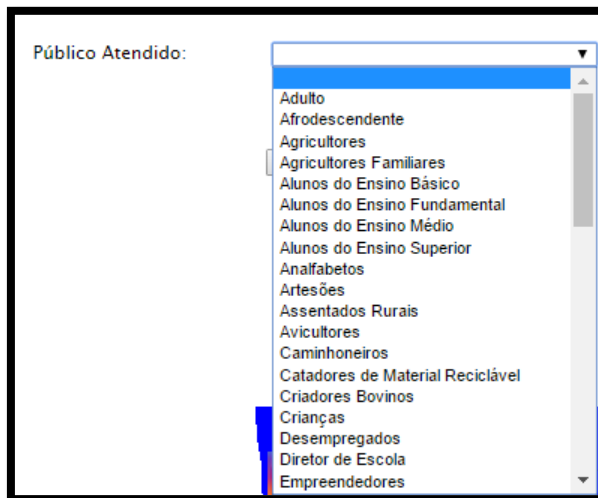 Público Atendido:
Adulto
Afrodescendente
Agricultores
Agricultores Familiares
Alunos do Ensino Básico
Alunos do Ensino Fundamental
Alunos do Ensino Médio
Alunos do Ensino Superior
Analfabetos
Artesões
Assentados Rurais
Avicultores
Caminhoneiros
Catadores de Material Reciclável
Criadores Bovinos
Crianças
Desempregados
Diretor de Escola
Empreendedores